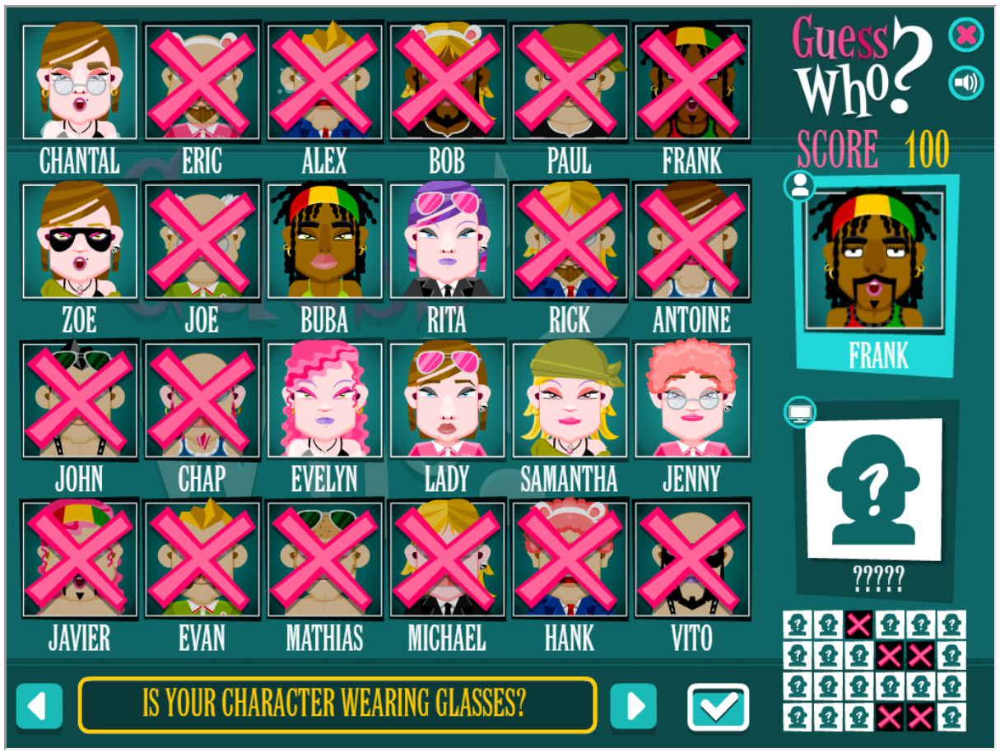 Guess
Who?
SCORE 100
CHANTAL ERIC ALEX BOB PAUL FRANK
ZOE JOE BUBA RITA RICK ANTOINE
FRANK
JOHN CHAP EVELYN LADY SAMANTHA JENNY
?
?????
JAVIER EVAN MATHIAS MICHAEL HANK VITO
IS YOUR CHARACTER WEARING GLASSES?